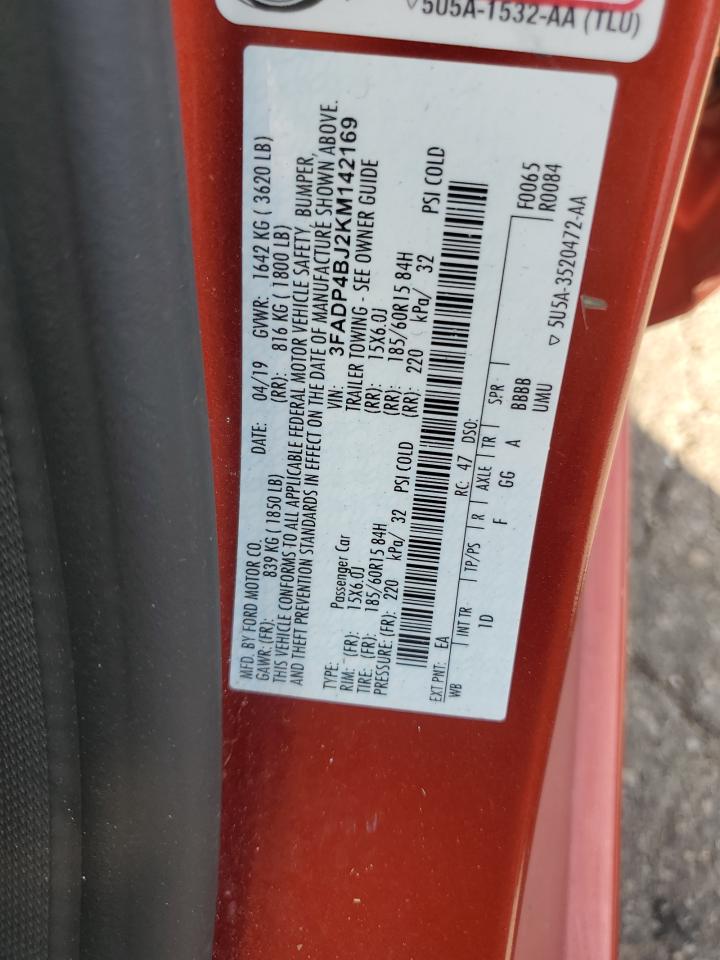 5U5A-1532-AA (TLU)
MFD. BY FORD MOTOR CO.
DATE: 04/19 GVWR: 1642 KG ( 3620 LB)
GAWR: (FR): 839 KG ( 1850 LB) (RR): 816 KG ( 1800 LB)
THIS VEHICLE CONFORMS TO ALL APPLICABLE FEDERAL MOTOR VEHICLE SAFETY, BUMPER,
AND THEFT PREVENTION STANDARDS IN EFFECT ON THE DATE OF MANUFACTURE SHOWN ABOVE.
VIN: 3FADP4BJ2KM142169
TYPE: Passenger Car TRAILER TOWING - SEE OWNER GUIDE
RIM: (FR): 15X6.0J (RR): 15X6.0J
TIRE: (FR): 185/60R15 84H (RR): 185/60R15 84H
PRESSURE: (FR): 220 kPa/ 32 PSI COLD (RR): 220 kPa/ 32 PSI COLD
EXT PNT: EA RC: 47 DSO:
WB INT TR TP/PS R AXLE TR SPR F0065
1D F GG A BBBB R0084
UMU
5U5A-3520472-AA